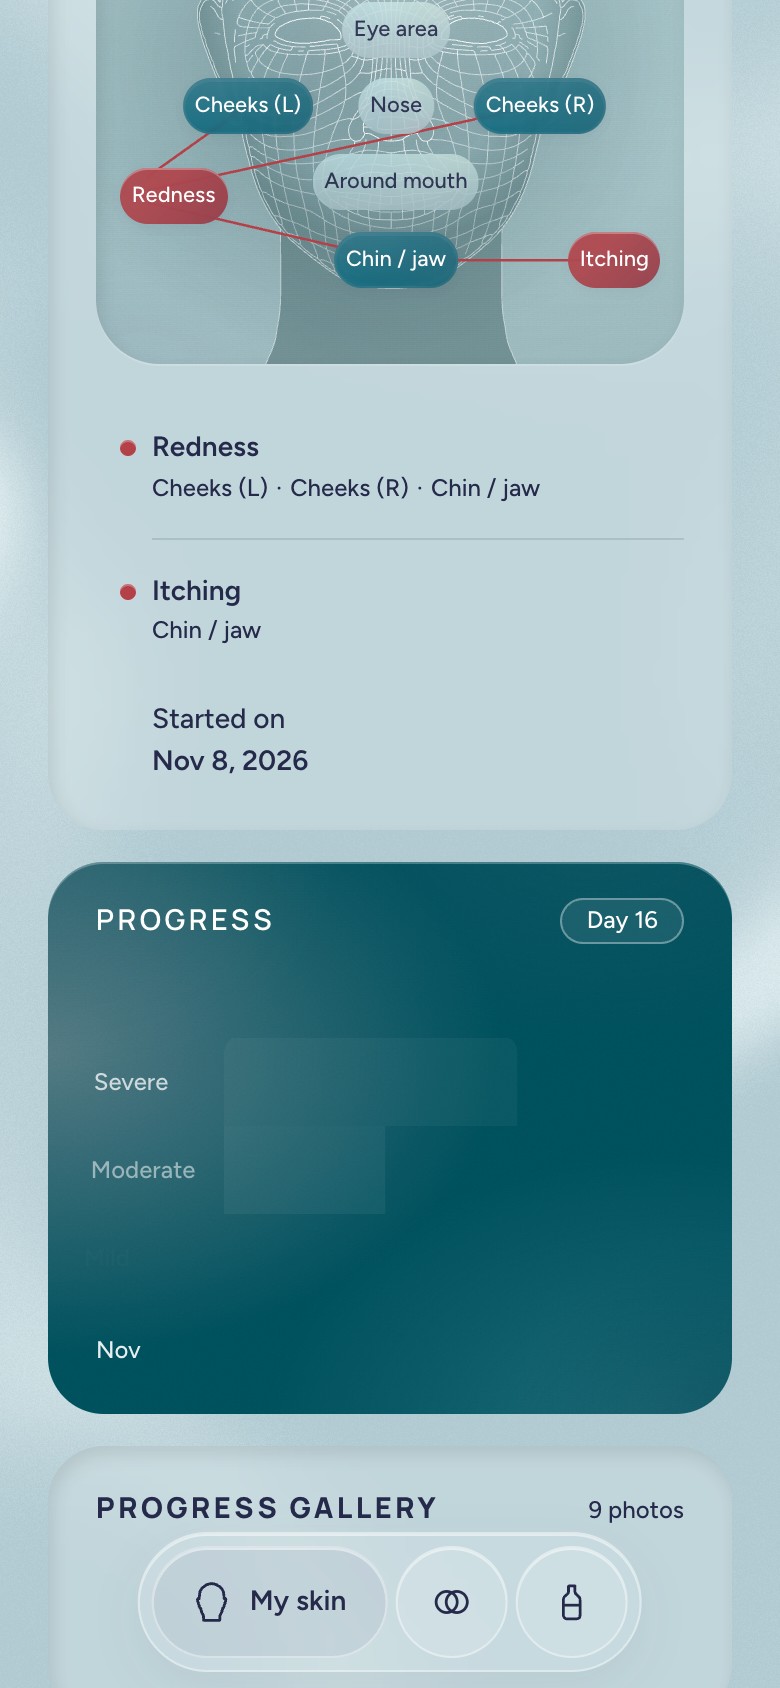 Eye area
Cheeks (L)
Nose
Cheeks (R)
Redness
Around mouth
Chin / jaw
Itching
Redness
Cheeks (L) · Cheeks (R) · Chin / jaw
Itching
Chin / jaw
Started on
Nov 8, 2026
PROGRESS
Day 16
Severe
Moderate
Mild
Nov
PROGRESS GALLERY
9 photos
My skin